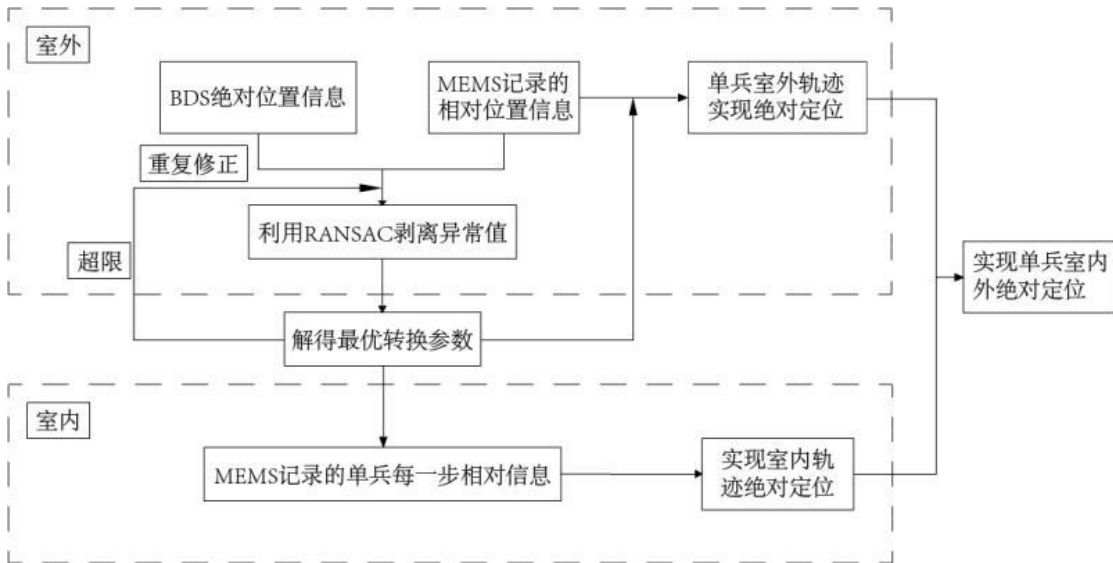 室外
BDS绝对位置信息
MEMS记录的
相对位置信息
单兵室外轨迹
实现绝对定位
重复修正
利用RANSAC剥离异常值
超限
实现单兵室内
外绝对定位
解得最优转换参数
室内
MEMS记录的单兵每一步相对信息
实现室内轨
迹绝对定位